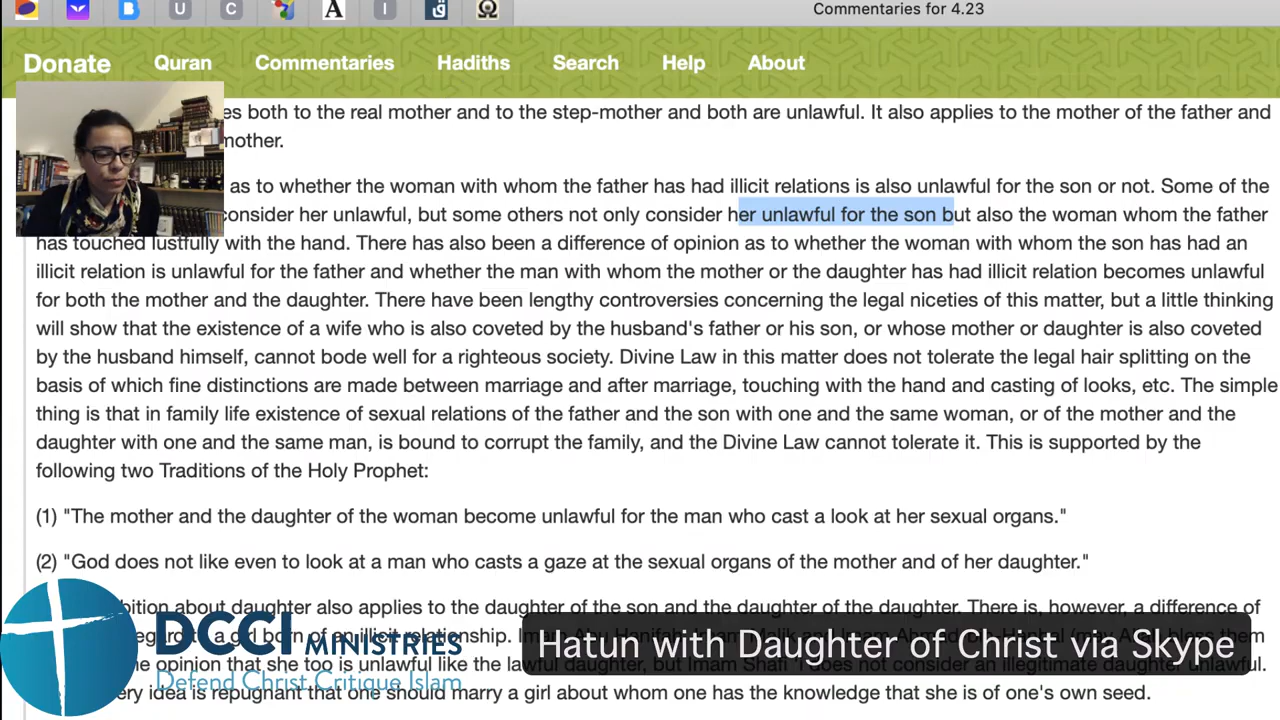 Commentaries for 4.23
Donate Quran Commentaries Hadiths Search Help About
es both to the real mother and to the step-mother and both are unlawful. It also applies to the mother of the father and
mother.
as to whether the woman with whom the father has had illicit relations is also unlawful for the son or not. Some of the
consider her unlawful, but some others not only consider her unlawful for the son but also the woman whom the father
has touched lustfully with the hand. There has also been a difference of opinion as to whether the woman with whom the son has had an
illicit relation is unlawful for the father and whether the man with whom the mother or the daughter has had illicit relation becomes unlawful
for both the mother and the daughter. There have been lengthy controversies concerning the legal niceties of this matter, but a little thinking
will show that the existence of a wife who is also coveted by the husband's father or his son, or whose mother or daughter is also coveted
by the husband himself, cannot bode well for a righteous society. Divine Law in this matter does not tolerate the legal hair splitting on the
basis of which fine distinctions are made between marriage and after marriage, touching with the hand and casting of looks, etc. The simple
thing is that in family life existence of sexual relations of the father and the son with one and the same woman, or of the mother and the
daughter with one and the same man, is bound to corrupt the family, and the Divine Law cannot tolerate it. This is supported by the
following two Traditions of the Holy Prophet:
(1) "The mother and the daughter of the woman become unlawful for the man who cast a look at her sexual organs."
(2) "God does not like even to look at a man who casts a gaze at the sexual organs of the mother and of her daughter."
bition about daughter also applies to the daughter of the son and the daughter of the daughter. There is, however, a difference of
to a girl born of an illicit relationship.
ne opinion that she too is unlawful like the lawful daughter, but Imam Shafi 'i does not consider an illegitimate daughter unlawful.
ery idea is repugnant that one should marry a girl about whom one has the knowledge that she is of one's own seed.
DCCI MINISTRIES
Defend Christ Critique Islam
Hatun with Daughter of Christ via Skype